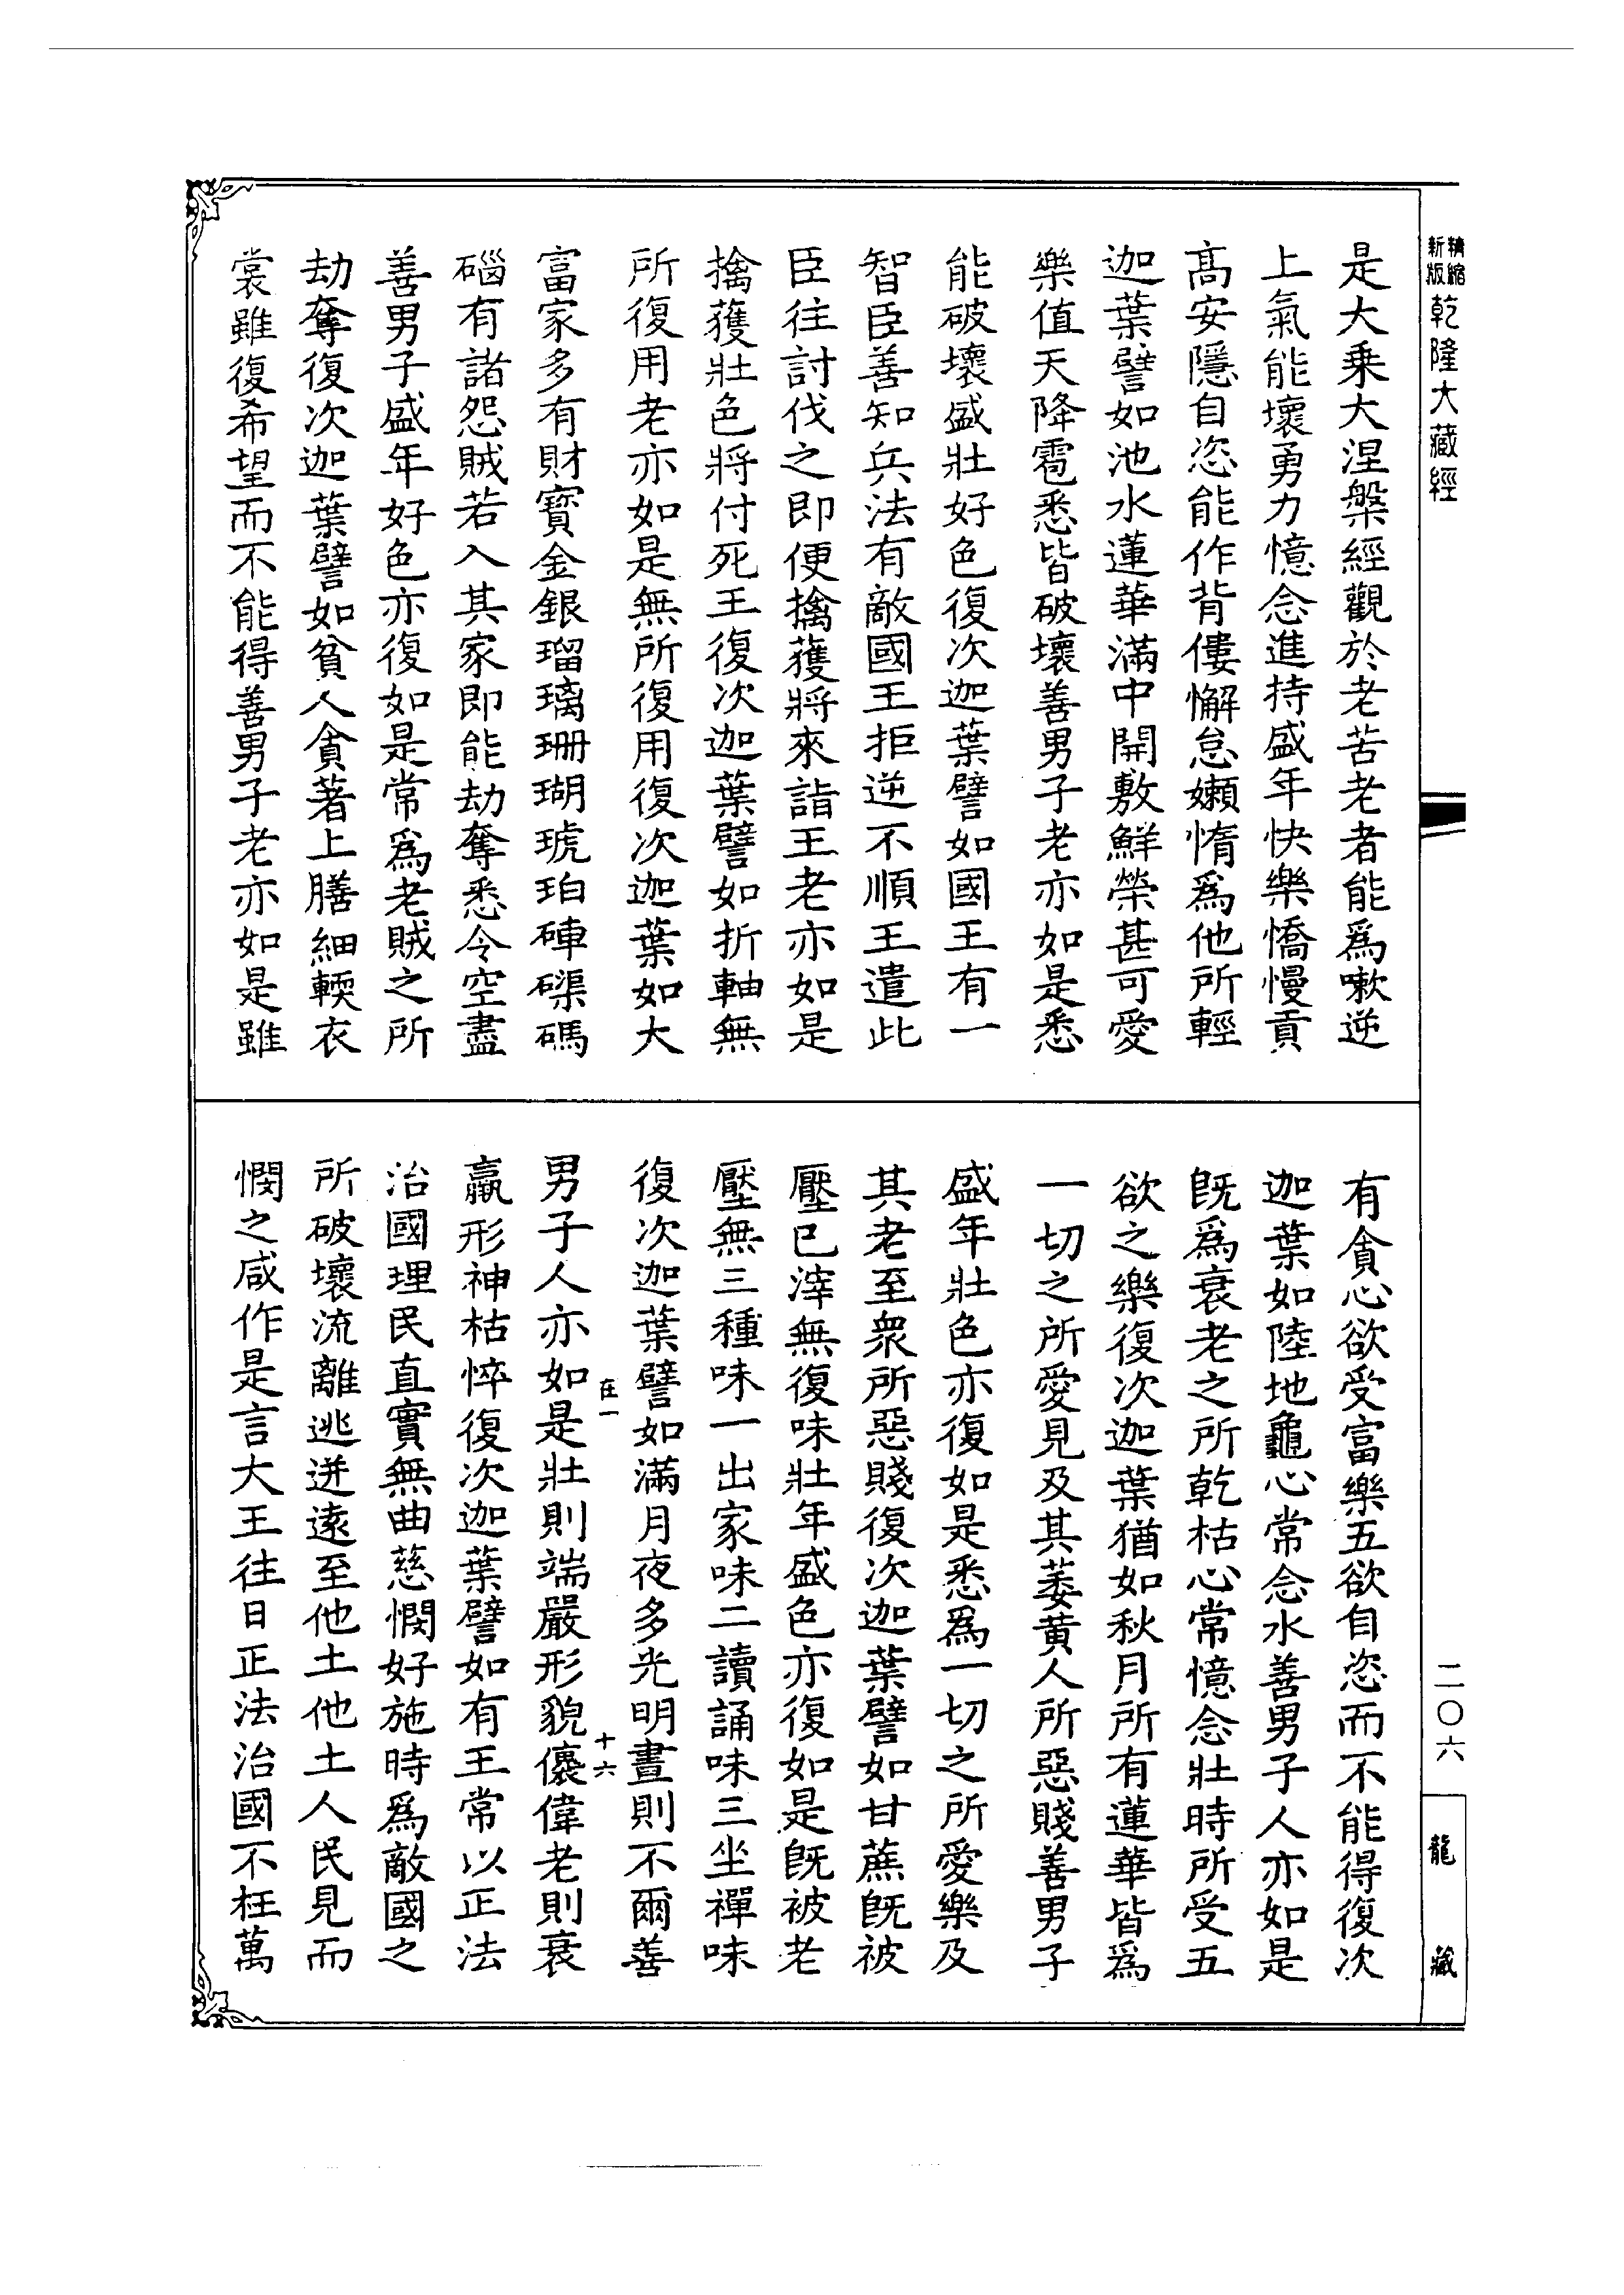 精縮新版
乾隆大藏經
是大乗大涅槃經觀於老苦老者能爲嗽逆
上氣能壞勇力憶念進持盛年快樂憍慢貢
髙安隱自恣能作背僂懈怠嬾惰爲他所輕
迦葉譬如池水蓮華滿中開敷鮮榮甚可愛
樂值天降雹悉皆破壞善男子老亦如是悉
能破壞盛壯好色復次迦葉譬如國王有一
智臣善知兵法有敵國王拒逆不順王遣此
臣往討伐之即便擒獲將來詣王老亦如是
擒獲壯色將付死王復次迦葉譬如折軸無
所復用老亦如是無所復用復次迦葉如大
富家多有財寳金銀瑠璃珊瑚琥珀硨磲碼
碯有諸怨賊若入其家即能劫奪悉令空盡
善男子盛年好色亦復如是常爲老賊之所
劫奪復次迦葉譬如貧人貪著上膳細輭衣
裳雖復希望而不能得善男子老亦如是雖
有貪心欲受富樂五欲自恣而不能得復次
迦葉如陸地龜心常念水善男子人亦如是
旣爲衰老之所乾枯心常憶念壯時所受五
欲之樂復次迦葉猶如秋月所有蓮華皆爲
一切之所愛見及其萎黄人所惡賤善男子
盛年壯色亦復如是悉爲一切之所愛樂及
其老至衆所惡賤復次迦葉譬如甘蔗旣被
壓已滓無復味壯年盛色亦復如是旣被老
壓無三種味一出家味二讀誦味三坐禪味
復次迦葉譬如滿月夜多光明晝則不爾善
在一
十六
男子人亦如是壯則端嚴形貌儴偉老則衰
羸形神枯悴復次迦葉譬如有王常以正法
治國理民直實無曲慈愍好施時爲敵國之
所破壞流離逃迸逺至他土他土人民見而
愍之咸作是言大王往日正法治國不枉萬
二〇六
龍藏